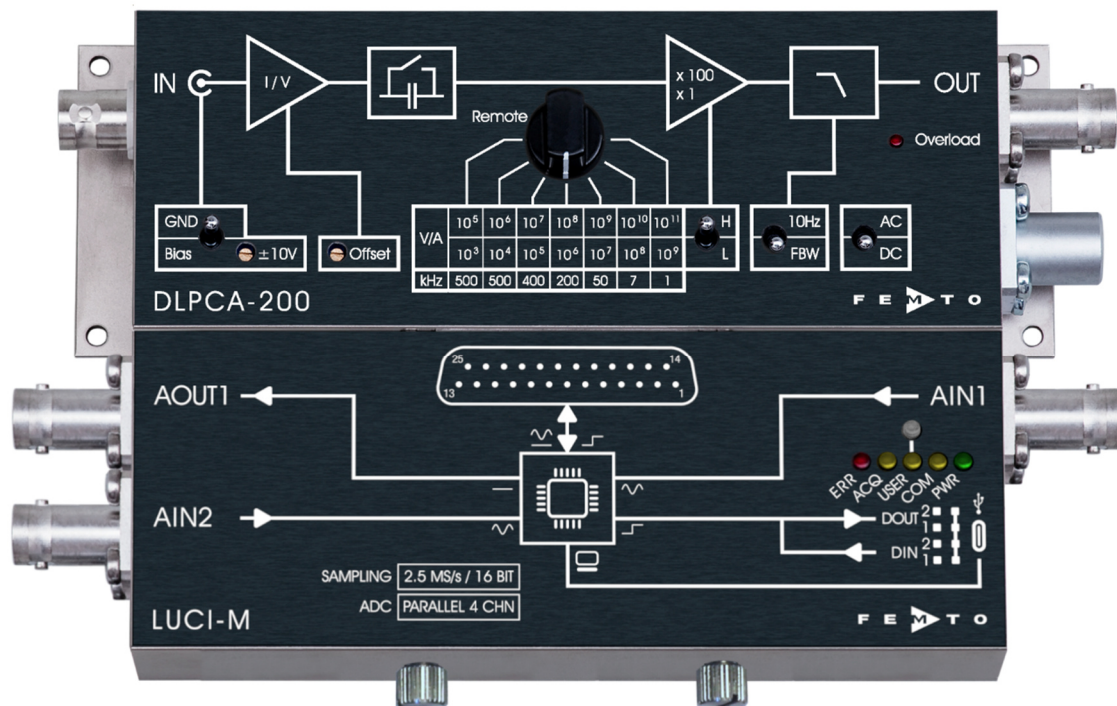 IN
I/V
x 100
x 1
OUT
Remote
Overload
GND
Bias
±10V
Offset
V/A 10⁵ 10⁶ 10⁷ 10⁸ 10⁹ 10¹⁰ 10¹¹
10³ 10⁴ 10⁵ 10⁶ 10⁷ 10⁸ 10⁹
kHz 500 500 400 200 50 7 1
H
L
10Hz
FBW
AC
DC
DLPCA-200
FEMTO
25 14
13 1
AOUT1
AIN1
ERR ACQ USER COM PWR
AIN2
DOUT 2
1
DIN 2
1
SAMPLING 2.5 MS/s / 16 BIT
ADC PARALLEL 4 CHN
LUCI-M
FEMTO